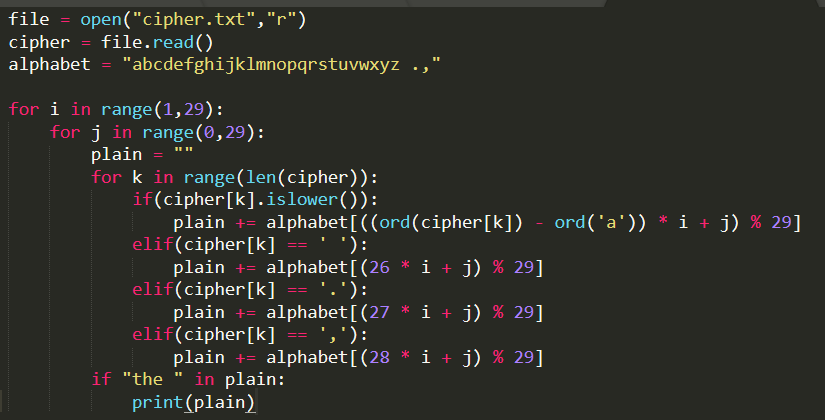 file = open("cipher.txt","r")
cipher = file.read()
alphabet = "abcdefghijklmnopqrstuvwxyz .,"

for i in range(1,29):
    for j in range(0,29):
        plain = ""
        for k in range(len(cipher)):
            if(cipher[k].islower()):
                plain += alphabet[((ord(cipher[k]) - ord('a')) * i + j) % 29]
            elif(cipher[k] == ' '):
                plain += alphabet[(26 * i + j) % 29]
            elif(cipher[k] == '.'):
                plain += alphabet[(27 * i + j) % 29]
            elif(cipher[k] == ','):
                plain += alphabet[(28 * i + j) % 29]
        if "the " in plain:
            print(plain)